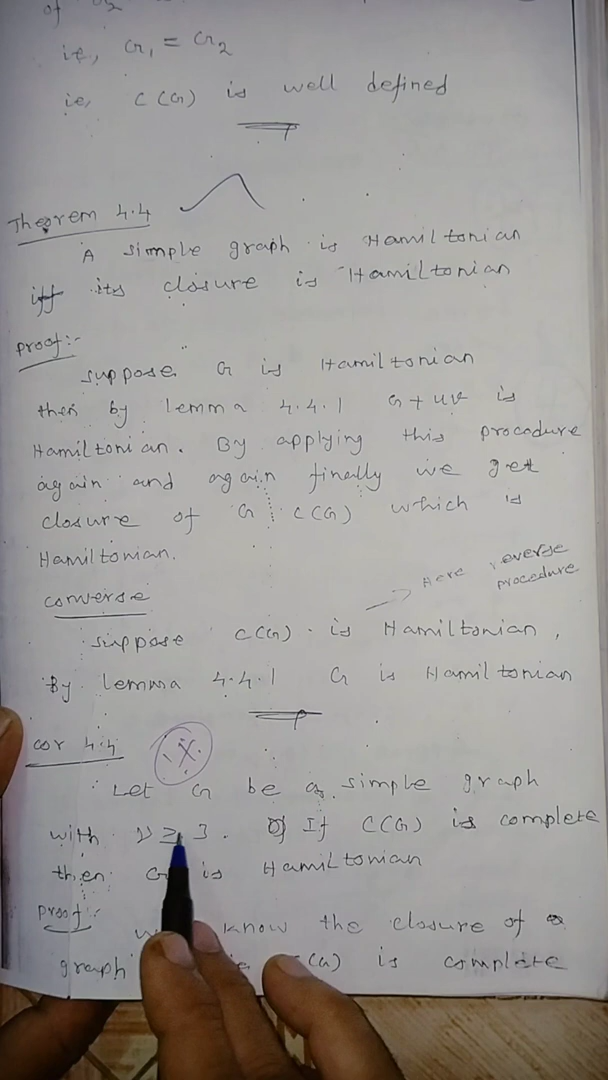 of
ie, G₁ = G₂
ie, C(G) is well defined
Theorem 4.4
A simple graph is Hamiltonian
iff its closure is Hamiltonian
Proof:-
Suppose G is Hamiltonian
then by lemma 4.4.1 G + uv is
Hamiltonian. By applying this procedure
again and again finally we get
closure of G C(G) which is
Hamiltonian.
Here reverse
procedure
converse
Suppose C(G) is Hamiltonian,
By lemma 4.4.1 G is Hamiltonian
cor 4.4
Let G be a simple graph
with ν ≥ 3. If C(G) is complete
then G is Hamiltonian
Proof:-
know the closure of a
graph C(G) is complete